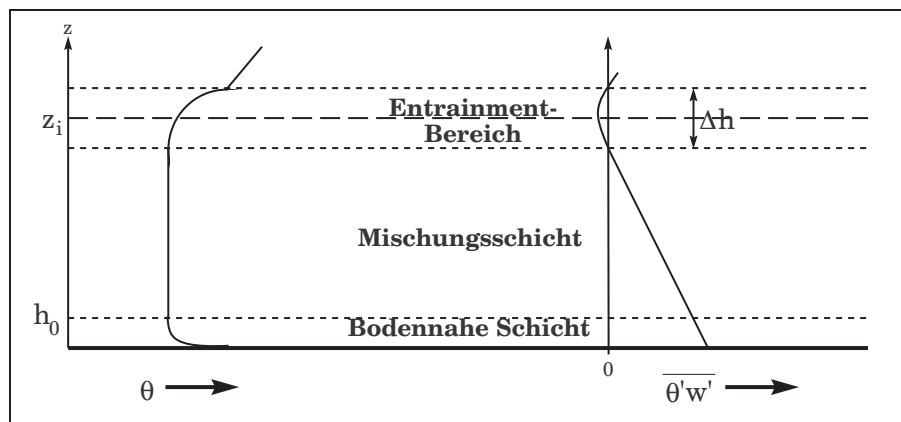 z
Entrainment-
Bereich
z_i
Δh
Mischungsschicht
h_0
Bodennahe Schicht
0
θ
θ'w'